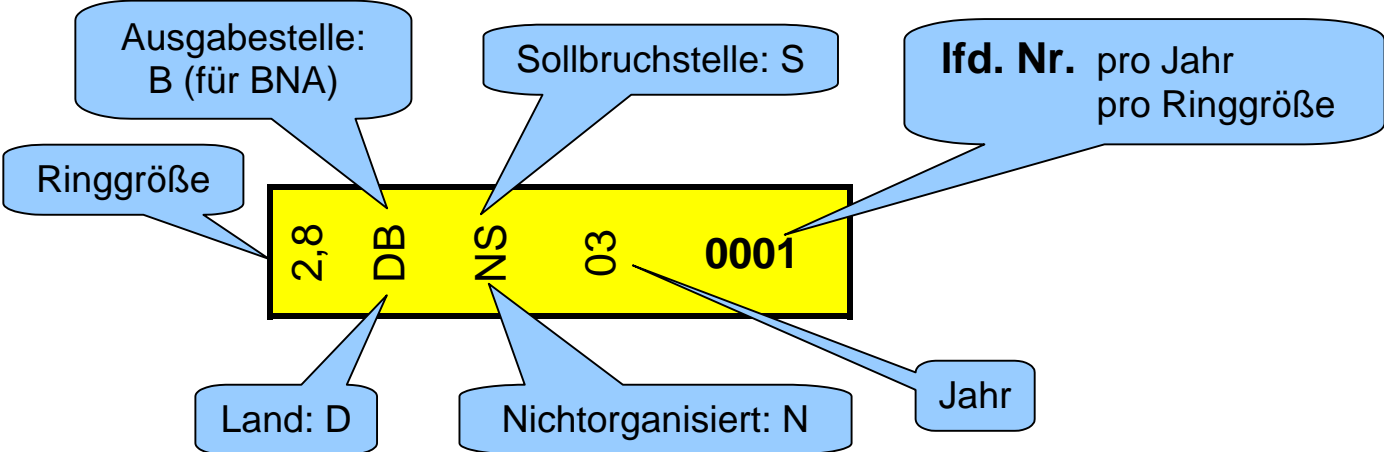 Ausgabestelle:
B (für BNA)
Sollbruchstelle: S
lfd. Nr. pro Jahr
pro Ringgröße
Ringgröße
2,8 DB NS 03 0001
Land: D
Nichtorganisiert: N
Jahr